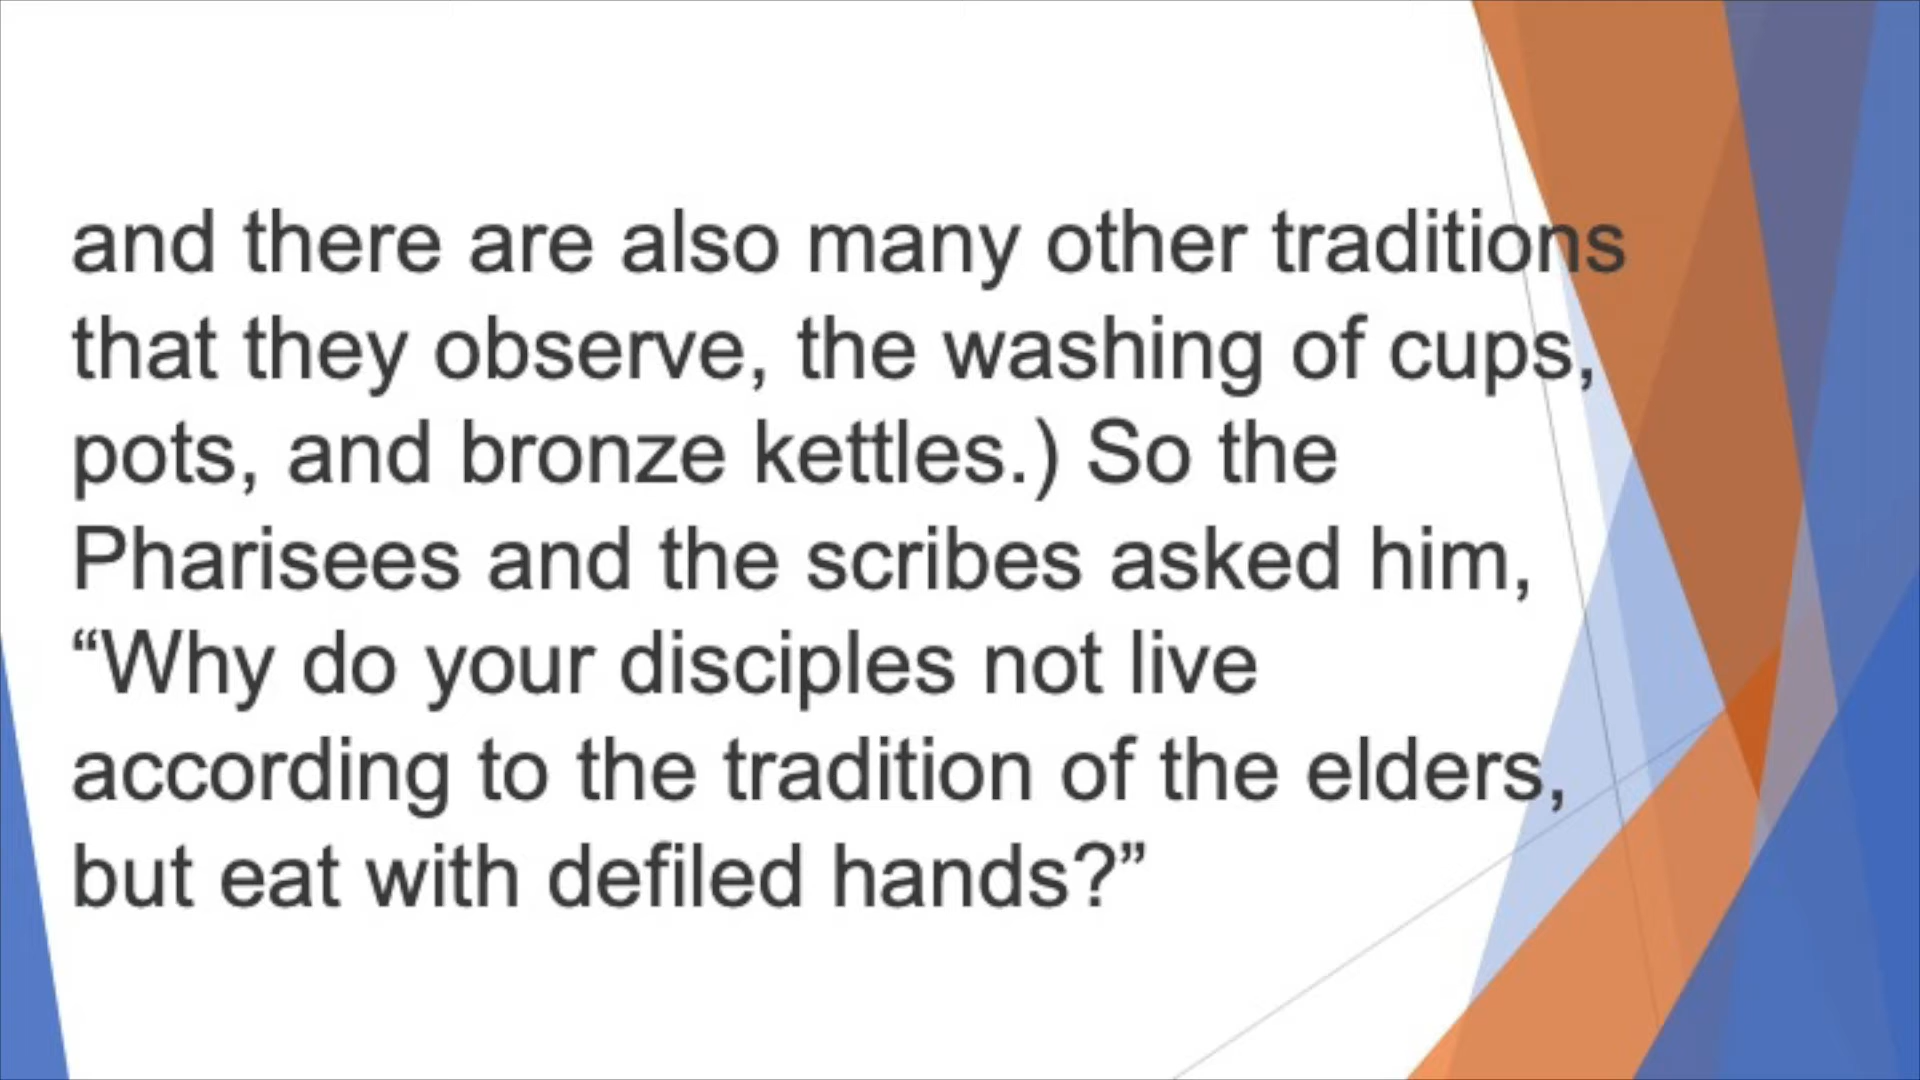 and there are also many other traditions
that they observe, the washing of cups,
pots, and bronze kettles.) So the
Pharisees and the scribes asked him,
“Why do your disciples not live
according to the tradition of the elders,
but eat with defiled hands?”